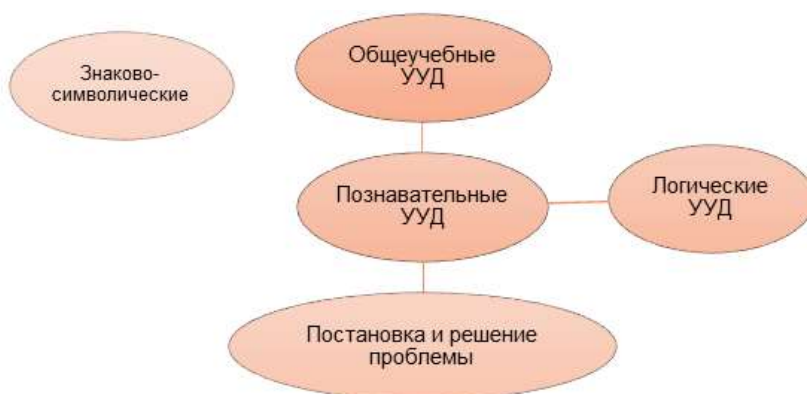 Общеучебные
УУД
Знаково-
символические
Познавательные
УУД
Логические
УУД
Постановка и решение
проблемы